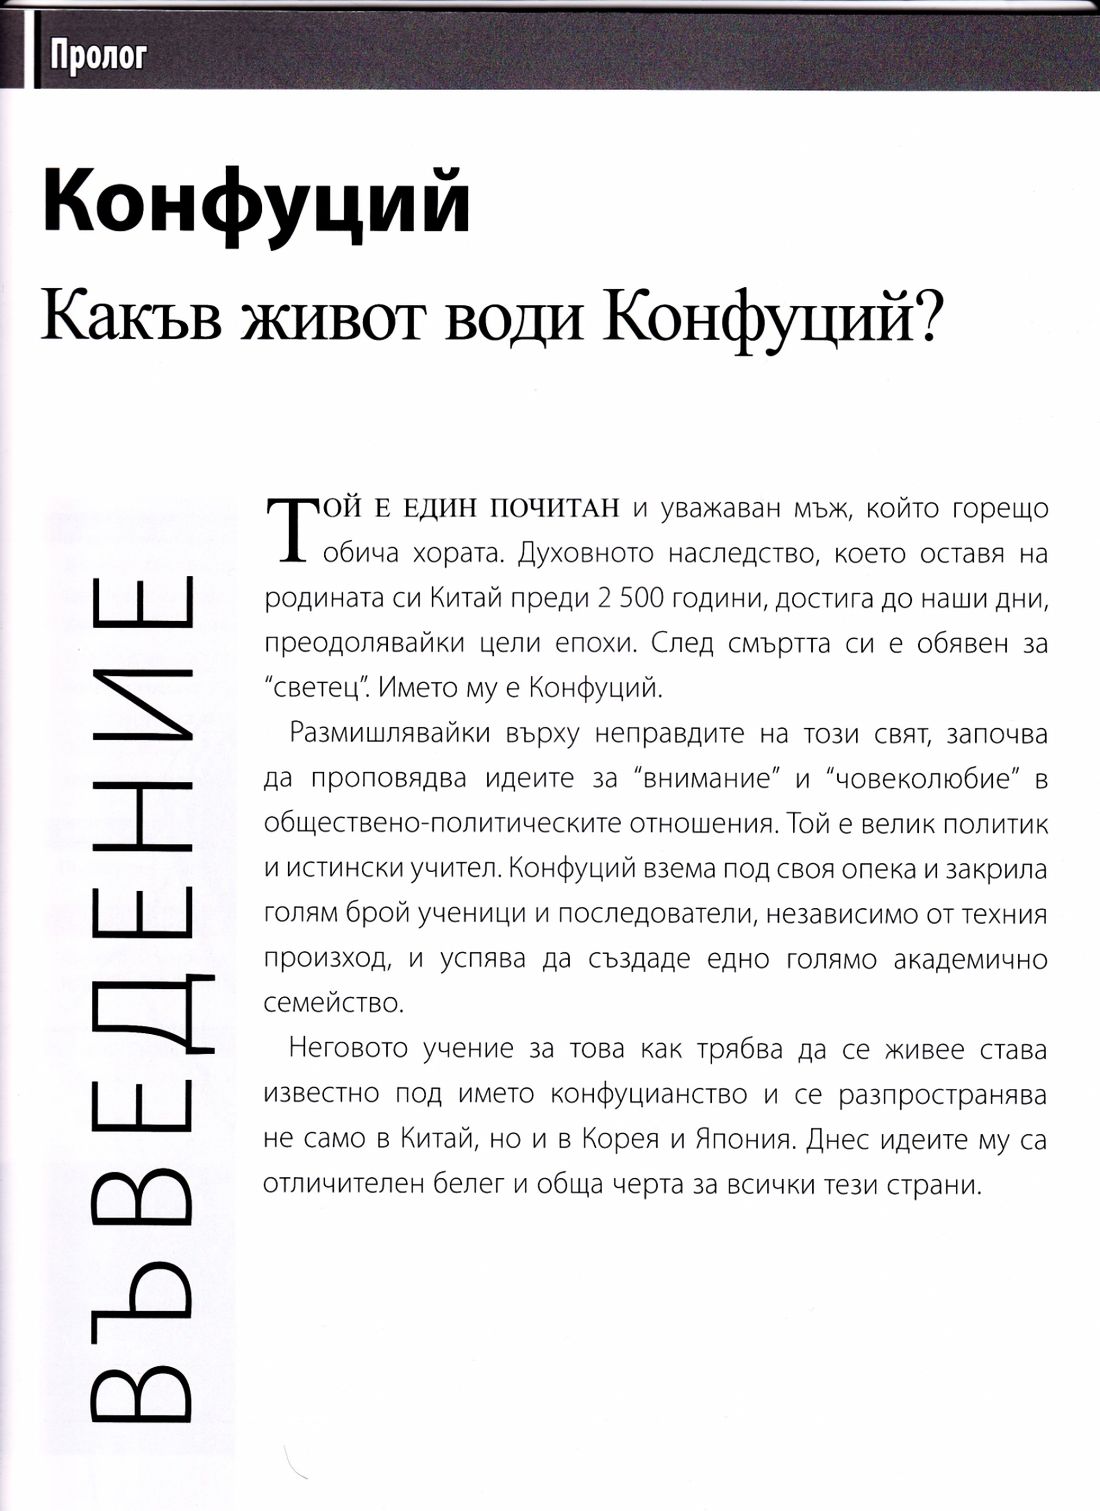 Пролог
Конфуций
Какъв живот води Конфуций?
ВЪВЕДЕНИЕ
ТОЙ Е ЕДИН ПОЧИТАН и уважаван мъж, който горещо
обича хората. Духовното наследство, което оставя на
родината си Китай преди 2 500 години, достига до наши дни,
преодолявайки цели епохи. След смъртта си е обявен за
“светец”. Името му е Конфуций.
Размишлявайки върху неправдите на този свят, започва
да проповядва идеите за “внимание” и “човеколюбие” в
обществено-политическите отношения. Той е велик политик
и истински учител. Конфуций взема под своя опека и закрила
голям брой ученици и последователи, независимо от техния
произход, и успява да създаде едно голямо академично
семейство.
Неговото учение за това как трябва да се живее става
известно под името конфуцианство и се разпространява
не само в Китай, но и в Корея и Япония. Днес идеите му са
отличителен белег и обща черта за всички тези страни.